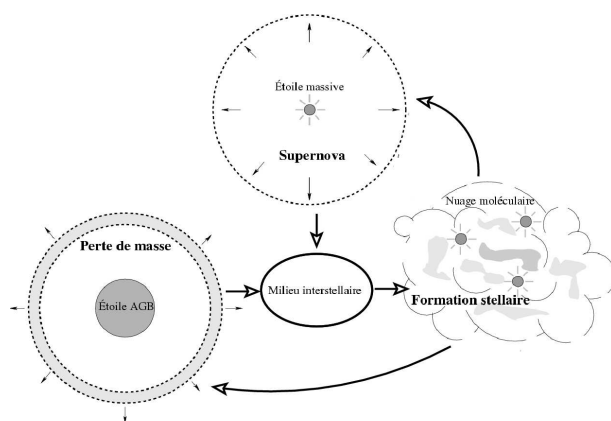 Étoile massive
Supernova
Nuage moléculaire
Perte de masse
Étoile AGB
Milieu interstellaire
Formation stellaire